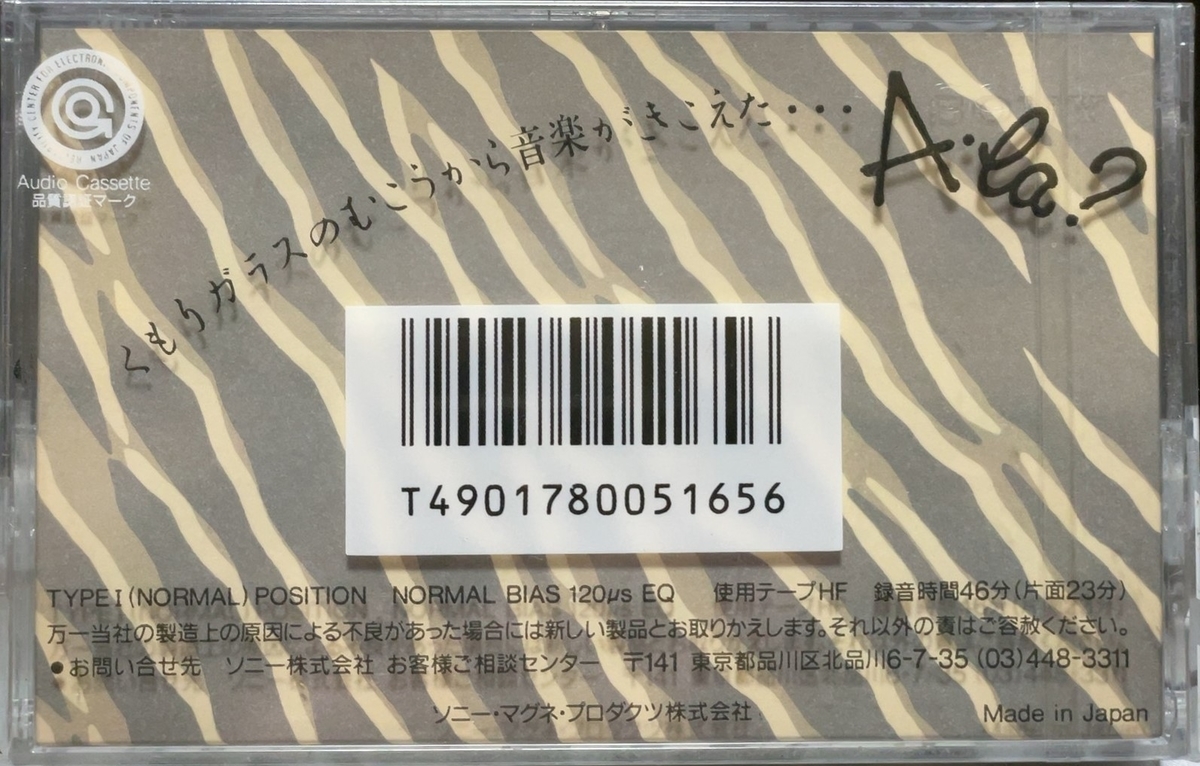 RELIABILITY CENTER FOR ELECTRONIC COMPONENTS OF JAPAN
Audio Cassette
品質認証マーク
くもりガラスのむこうから音楽がきこえた・・・
A・la?
T4901780051656
TYPE I (NORMAL) POSITION NORMAL BIAS 120μs EQ 使用テープHF 録音時間46分(片面23分)
万一当社の製造上の原因による不良があった場合には新しい製品とお取りかえします。それ以外の責はご容赦ください。
●お問い合せ先 ソニー株式会社 お客様ご相談センター 〒141 東京都品川区北品川6-7-35 (03)448-3311
ソニー・マグネ・プロダクツ株式会社
Made in Japan